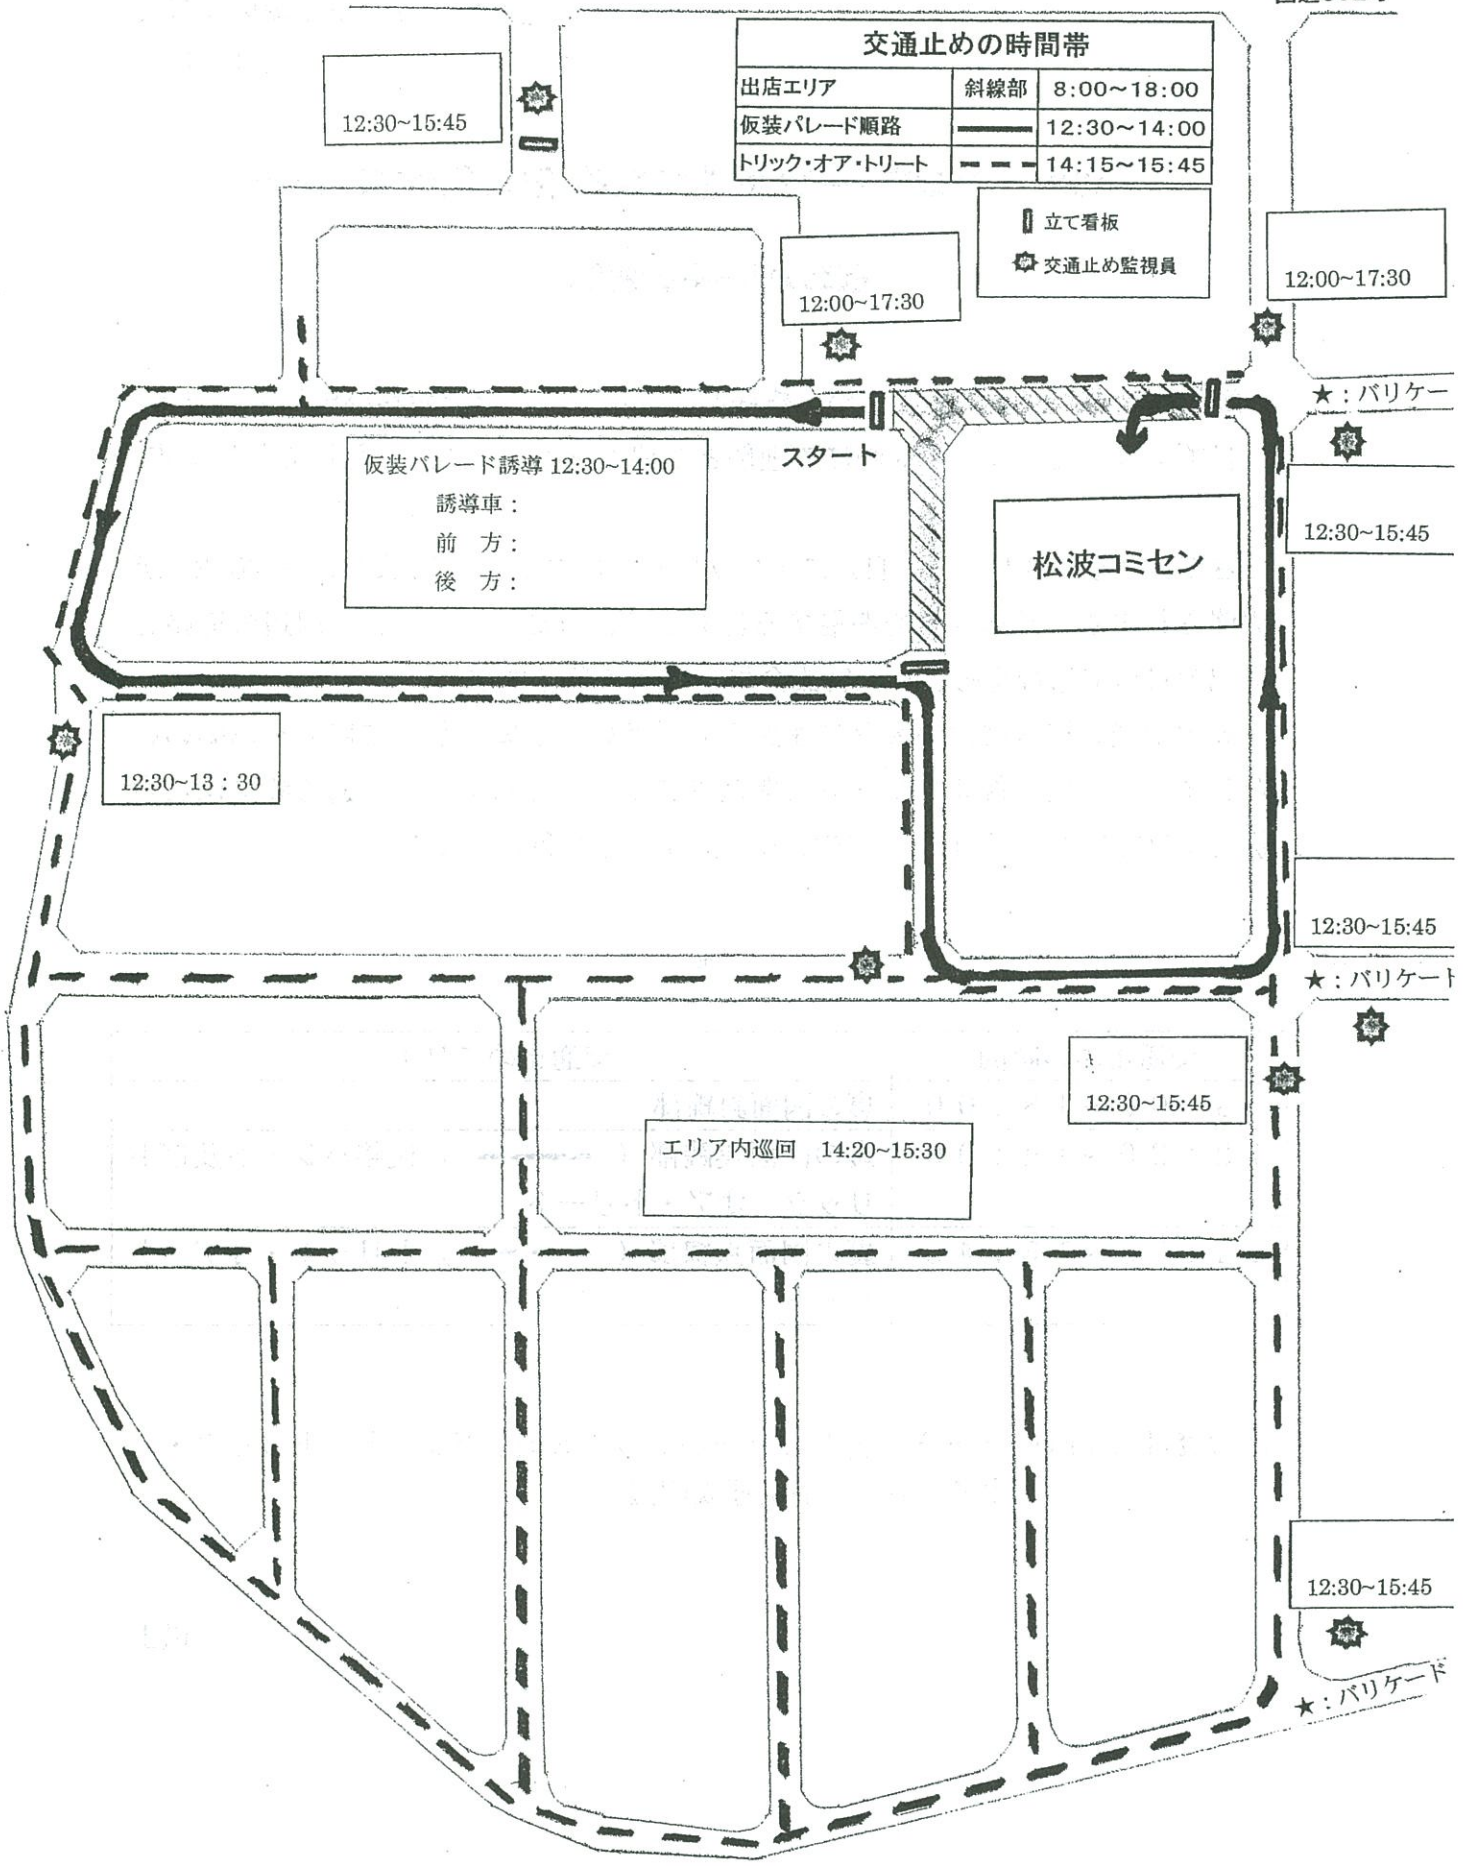 交通止めの時間帯
出店エリア 斜線部 8:00～18:00
仮装パレード順路 12:30～14:00
トリック・オア・トリート 14:15～15:45
12:30~15:45
立て看板
交通止め監視員
12:00~17:30
12:00~17:30
★：バリケー
スタート
仮装パレード誘導 12:30~14:00
誘導車：
前 方：
後 方：
12:30~15:45
松波コミセン
12:30~13：30
12:30~15:45
★：バリケート
12:30~15:45
エリア内巡回 14:20~15:30
12:30~15:45
★：バリケード